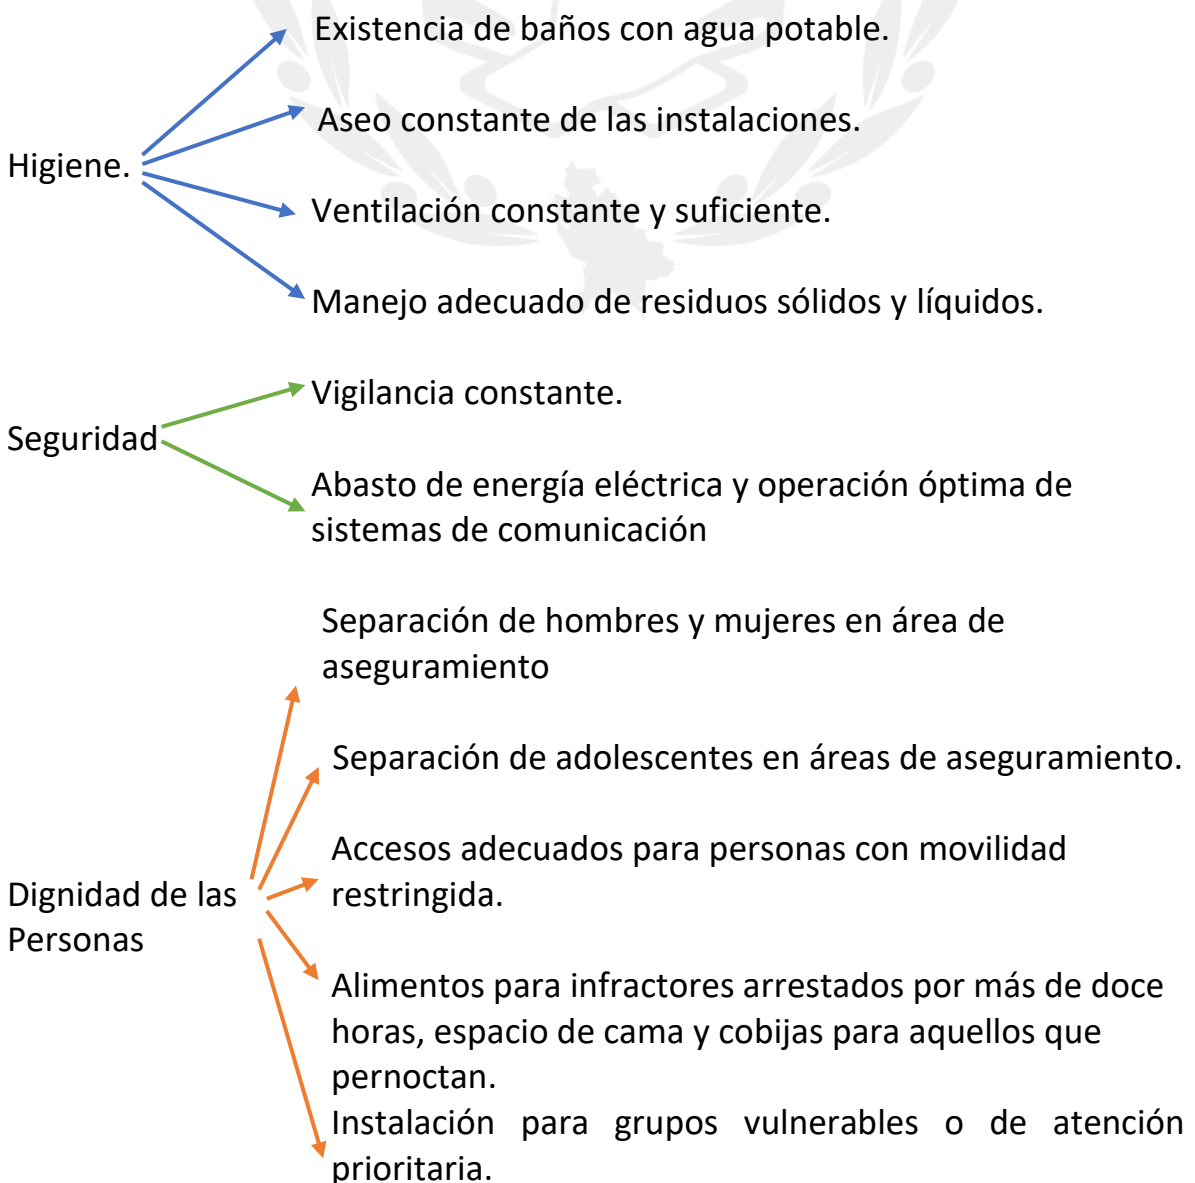 Existencia de baños con agua potable.
Aseo constante de las instalaciones.
Higiene.
Ventilación constante y suficiente.
Manejo adecuado de residuos sólidos y líquidos.
Vigilancia constante.
Seguridad
Abasto de energía eléctrica y operación óptima de
sistemas de comunicación
Separación de hombres y mujeres en área de
aseguramiento
Separación de adolescentes en áreas de aseguramiento.
Accesos adecuados para personas con movilidad
restringida.
Dignidad de las
Personas
Alimentos para infractores arrestados por más de doce
horas, espacio de cama y cobijas para aquellos que
pernoctan.
Instalación para grupos vulnerables o de atención
prioritaria.